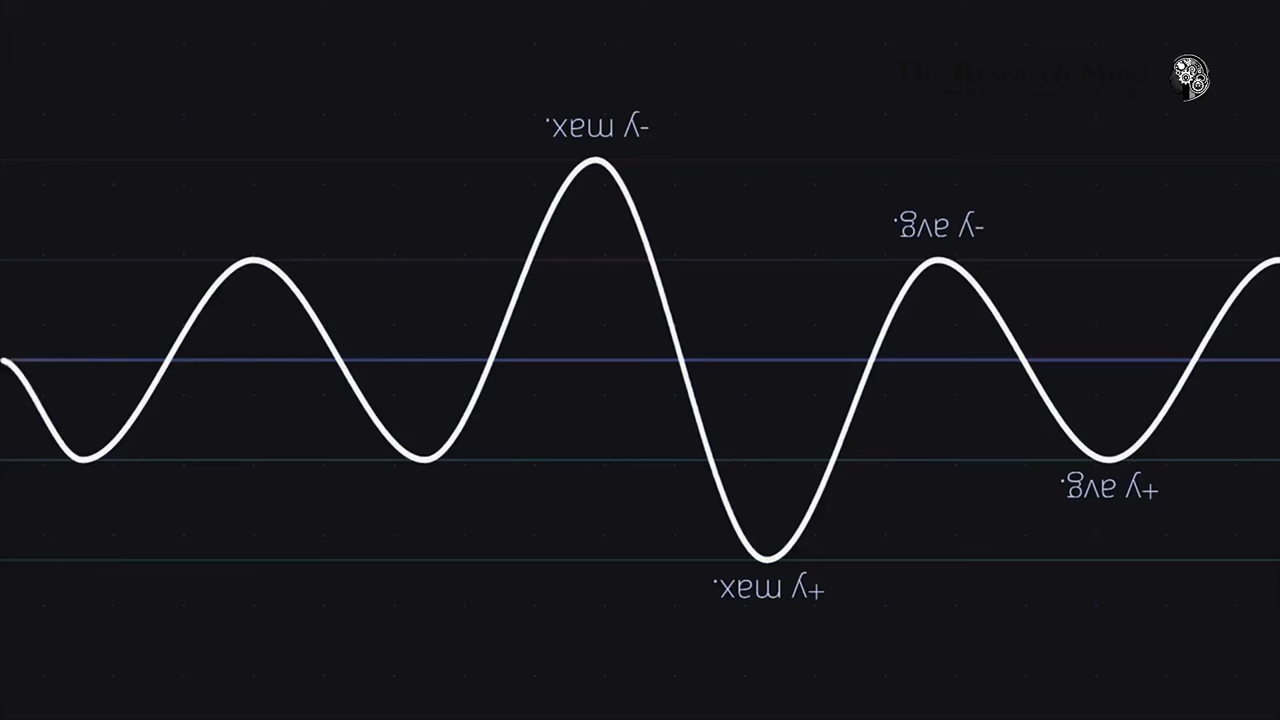 The Research Mind
-y max.
-y avg.
+y avg.
+y max.